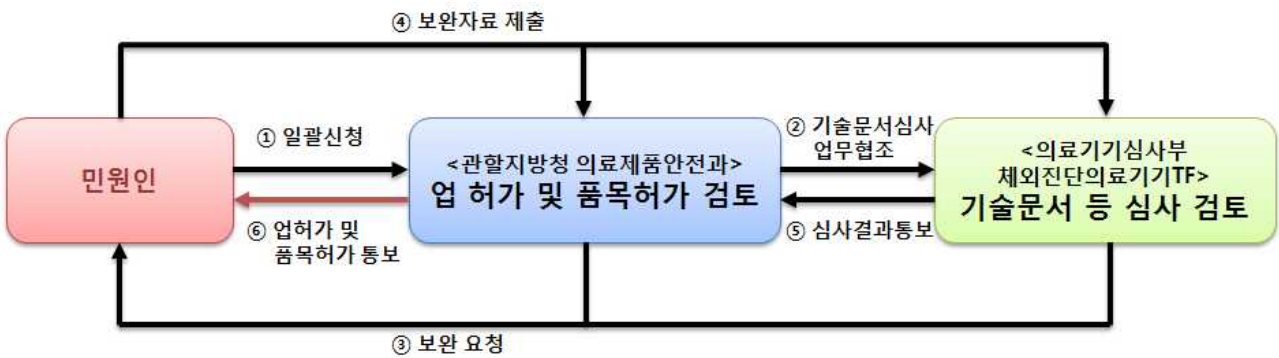 ④ 보완자료 제출
민원인
① 일괄신청
<관할지방청 의료제품안전과>
업 허가 및 품목허가 검토
② 기술문서심사
업무협조
<의료기기심사부
체외진단의료기기TF>
기술문서 등 심사 검토
⑥ 업허가 및
품목허가 통보
⑤ 심사결과통보
③ 보완 요청